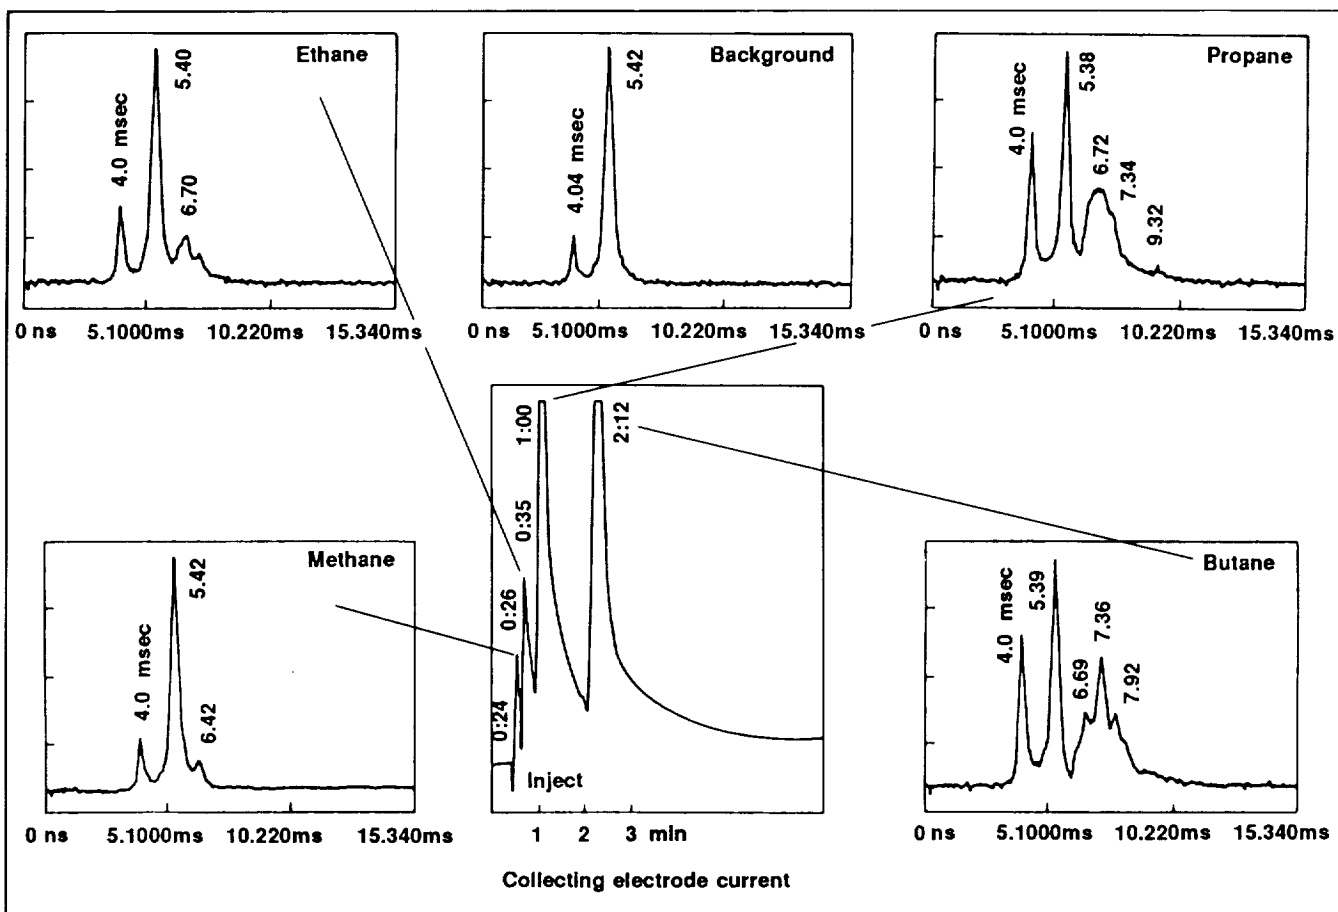 Ethane
4.0 msec
5.40
6.70
0 ns 5.1000ms 10.220ms 15.340ms
Background
4.04 msec
5.42
0 ns 5.1000ms 10.220ms 15.340ms
Propane
4.0 msec
5.38
6.72
7.34
9.32
0 ns 5.1000ms 10.220ms 15.340ms
Methane
4.0 msec
5.42
6.42
0 ns 5.1000ms 10.220ms 15.340ms
0:24
0:26
0:35
1:00
2:12
Inject
1 2 3 min
Collecting electrode current
Butane
4.0 msec
5.39
6.69
7.36
7.92
0 ns 5.1000ms 10.220ms 15.340ms